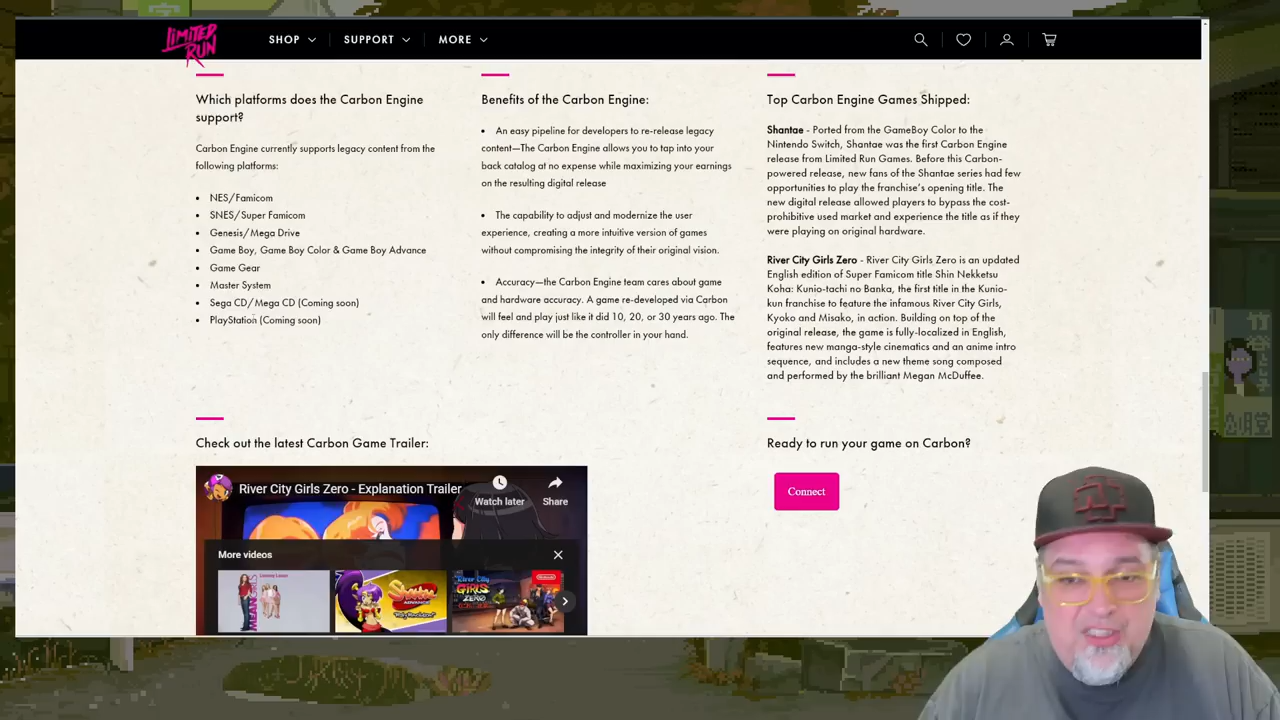 LIMITED RUN
SHOP
SUPPORT
MORE
Which platforms does the Carbon Engine
support?
Carbon Engine currently supports legacy content from the
following platforms:
• NES/Famicom
• SNES/Super Famicom
• Genesis/Mega Drive
• Game Boy, Game Boy Color & Game Boy Advance
• Game Gear
• Master System
• Sega CD/Mega CD (Coming soon)
• PlayStation (Coming soon)
Benefits of the Carbon Engine:
• An easy pipeline for developers to re-release legacy
content—The Carbon Engine allows you to tap into your
back catalog at no expense while maximizing your earnings
on the resulting digital release
• The capability to adjust and modernize the user
experience, creating a more intuitive version of games
without compromising the integrity of their original vision.
• Accuracy—the Carbon Engine team cares about game
and hardware accuracy. A game re-developed via Carbon
will feel and play just like it did 10, 20, or 30 years ago. The
only difference will be the controller in your hand.
Top Carbon Engine Games Shipped:
Shantae - Ported from the GameBoy Color to the
Nintendo Switch, Shantae was the first Carbon Engine
release from Limited Run Games. Before this Carbon-
powered release, new fans of the Shantae series had few
opportunities to play the franchise's opening title. The
new digital release allowed players to bypass the cost-
prohibitive used market and experience the title as if they
were playing on original hardware.
River City Girls Zero - River City Girls Zero is an updated
English edition of Super Famicom title Shin Nekketsu
Koha: Kunio-tachi no Banka, the first title in the Kunio-
kun franchise to feature the infamous River City Girls,
Kyoko and Misako, in action. Building on top of the
original release, the game is fully-localized in English,
features new manga-style cinematics and an anime intro
sequence, and includes a new theme song composed
and performed by the brilliant Megan McDuffee.
Check out the latest Carbon Game Trailer:
River City Girls Zero - Explanation Trailer
Watch later
Share
More videos
SHANTAE
RIVER CITY
GIRLS
ZERO
Ready to run your game on Carbon?
Connect